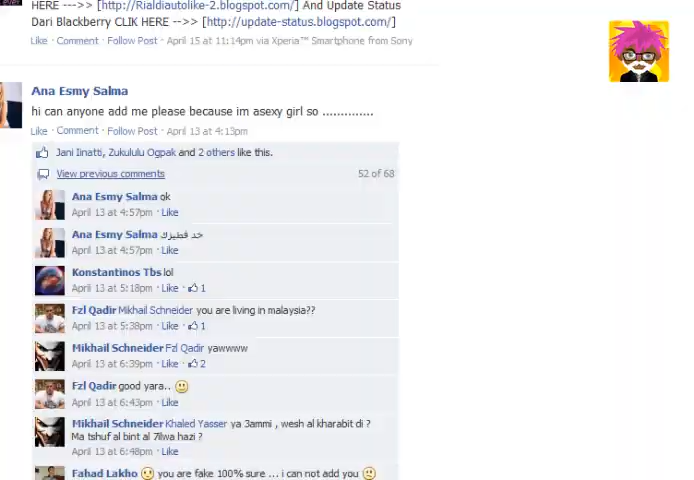 HERE --->> [http://Rialdiautolike-2.blogspot.com/] And Update Status
Dari Blackberry CLIK HERE -->> [http://update-status.blogspot.com/]
Like · Comment · Follow Post · April 15 at 11:14pm via Xperia™ Smartphone from Sony
Ana Esmy Salma
hi can anyone add me please because im asexy girl so ..............
Like · Comment · Follow Post · April 13 at 4:13pm
Jani Iinatti, Zukululu Ogpak and 2 others like this.
View previous comments 52 of 68
Ana Esmy Salma ok
April 13 at 4:57pm · Like
Ana Esmy Salma خد قطيزك
April 13 at 4:57pm · Like
Konstantinos Tbs lol
April 13 at 5:18pm · Like · 1
Fzl Qadir Mikhail Schneider you are living in malaysia??
April 13 at 5:38pm · Like · 1
Mikhail Schneider Fzl Qadir yawwww
April 13 at 6:39pm · Like · 2
Fzl Qadir good yara..
April 13 at 6:43pm · Like
Mikhail Schneider Khaled Yasser ya 3ammi , wesh al kharabit di ?
Ma tshuf al bint al 7ilwa hazi ?
April 13 at 6:48pm · Like
Fahad Lakho you are fake 100% sure ... i can not add you